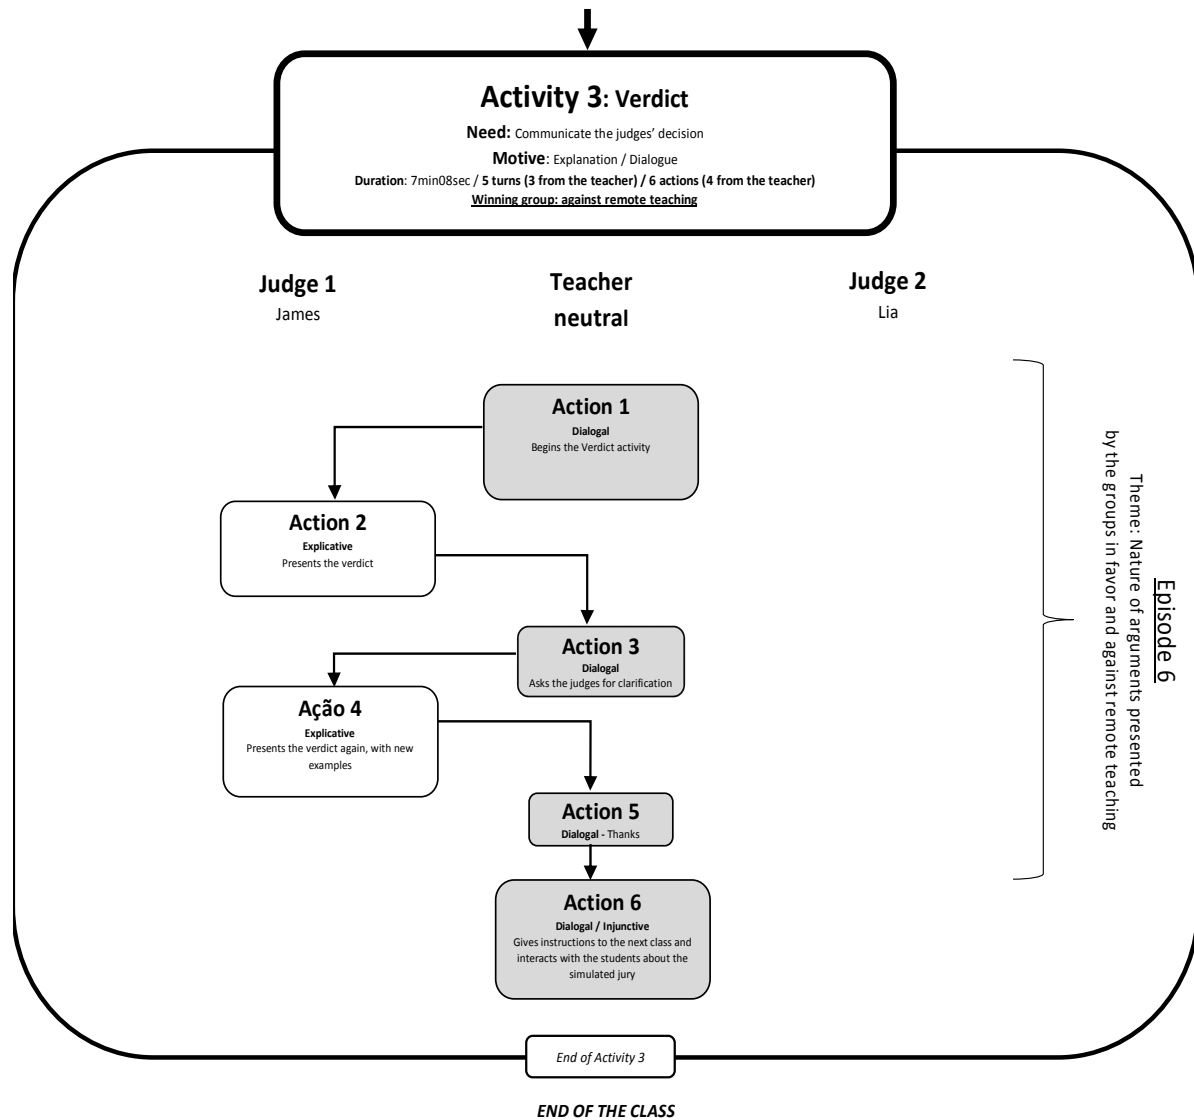 Activity 3: Verdict
Need: Communicate the judges' decision
Motive: Explanation / Dialogue
Duration: 7min08sec / 5 turns (3 from the teacher) / 6 actions (4 from the teacher)
Winning group: against remote teaching
Judge 1
James
Teacher
neutral
Judge 2
Lia
Action 1
Dialogal
Begins the Verdict activity
Action 2
Explicative
Presents the verdict
Action 3
Dialogal
Asks the judges for clarification
Ação 4
Explicative
Presents the verdict again, with new
examples
Action 5
Dialogal - Thanks
Action 6
Dialogal / Injunctive
Gives instructions to the next class and
interacts with the students about the
simulated jury
Episode 6
Theme: Nature of arguments presented
by the groups in favor and against remote teaching
End of Activity 3
END OF THE CLASS